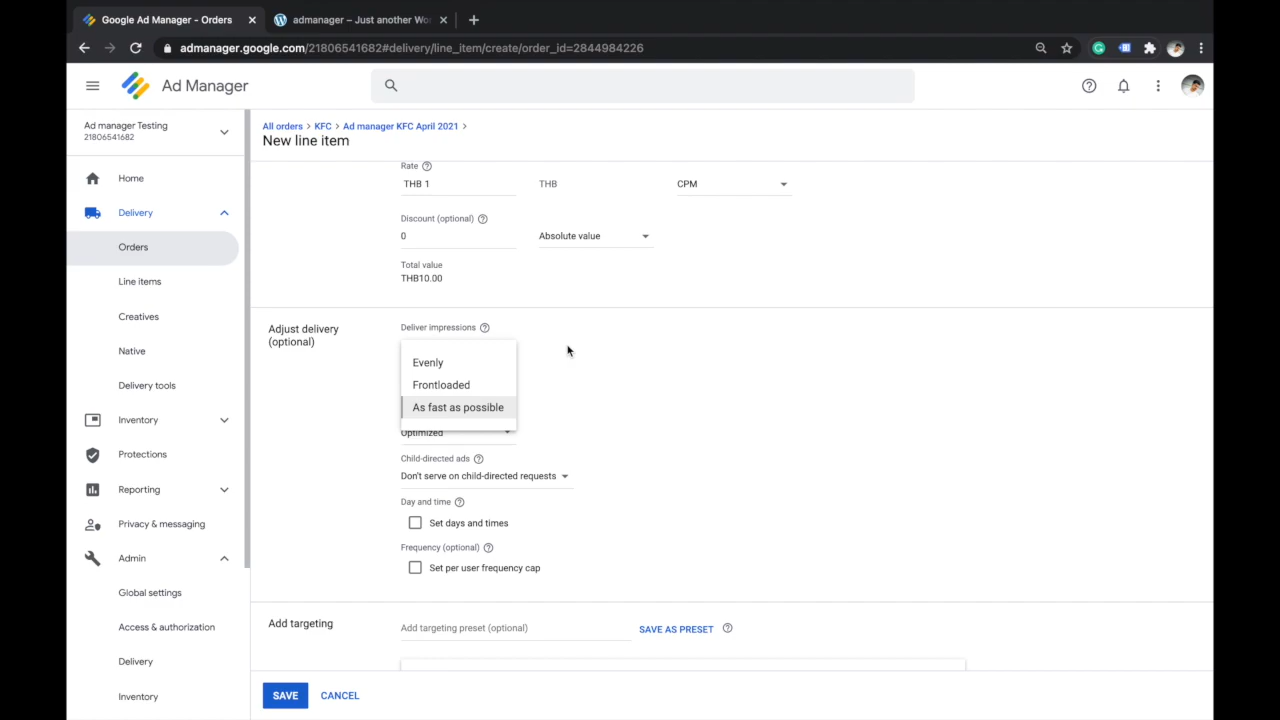 Google Ad Manager - Orders
admanager – Just another Wor
admanager.google.com/21806541682#delivery/line_item/create/order_id=2844984226
Ad Manager
Ad manager Testing
21806541682
Home
Delivery
Orders
Line items
Creatives
Native
Delivery tools
Inventory
Protections
Reporting
Privacy & messaging
Admin
Global settings
Access & authorization
Delivery
Inventory
All orders > KFC > Ad manager KFC April 2021 >
New line item
Rate
THB 1 THB CPM
Discount (optional)
0 Absolute value
Total value
THB10.00
Adjust delivery
(optional)
Deliver impressions
Evenly
Frontloaded
As fast as possible
Optimized
Child-directed ads
Don't serve on child-directed requests
Day and time
Set days and times
Frequency (optional)
Set per user frequency cap
Add targeting
Add targeting preset (optional) SAVE AS PRESET
SAVE CANCEL